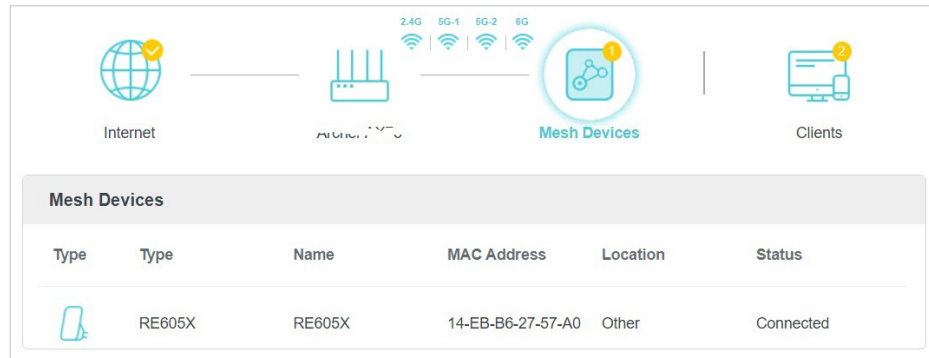 2.4G 5G-1 5G-2 6G
1
2
Internet
Mesh Devices
Clients
Mesh Devices
Type Type Name MAC Address Location Status
RE605X RE605X 14-EB-B6-27-57-A0 Other Connected